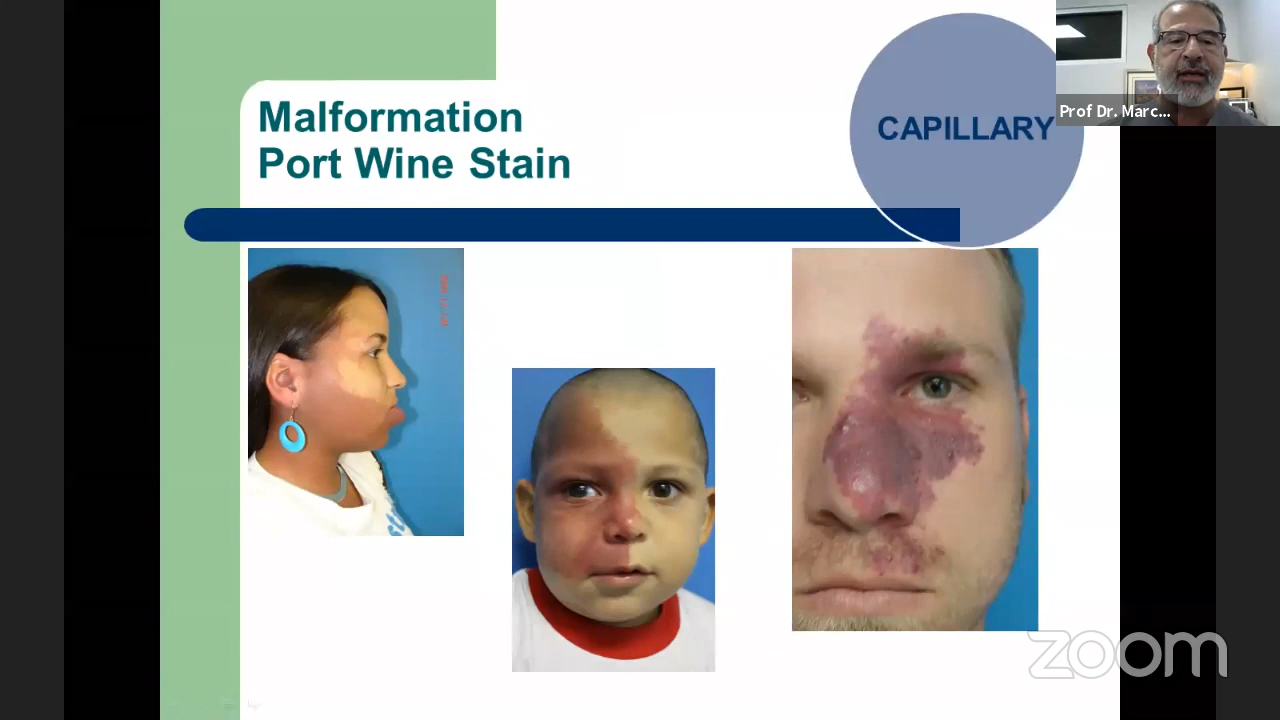 Malformation
Port Wine Stain
CAPILLARY
Prof Dr. Marc...
zoom